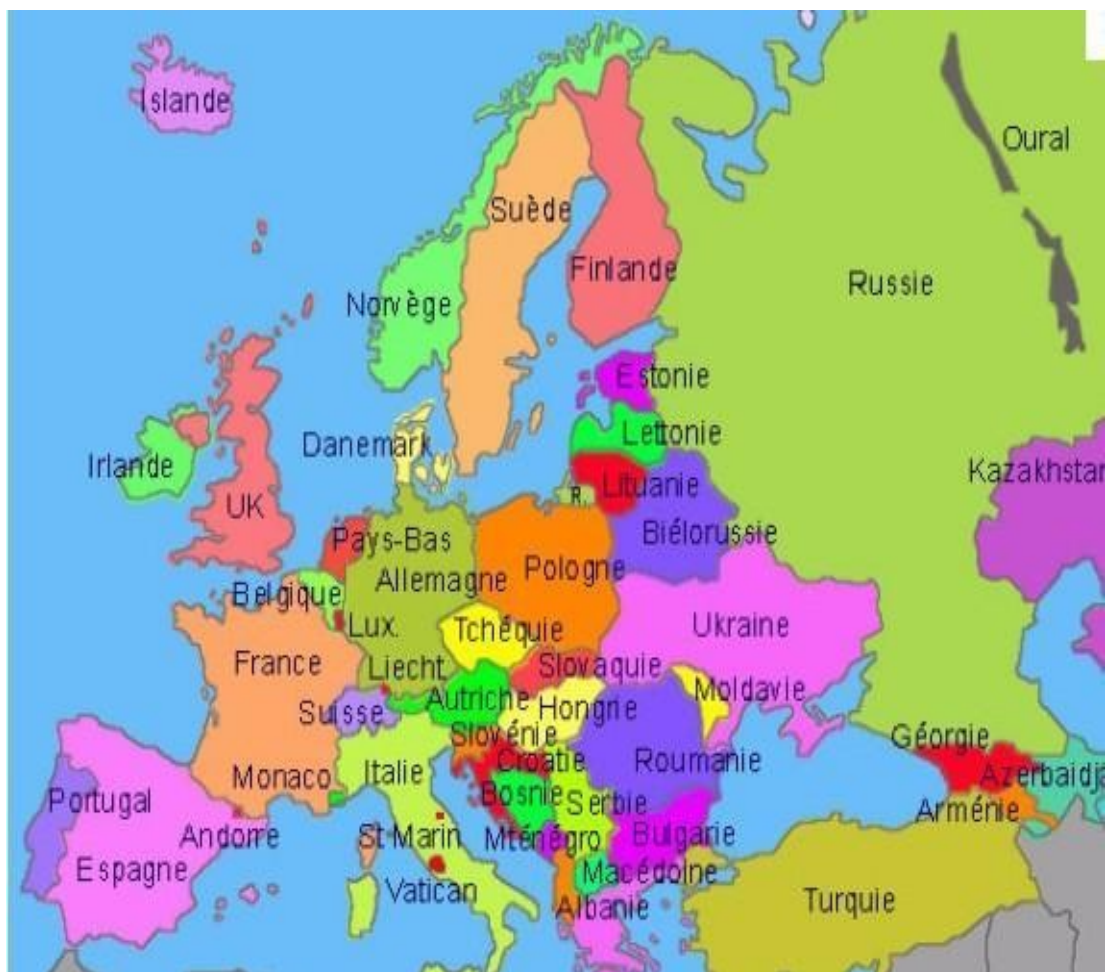 Islande
Oural
Suède
Finlande
Russie
Norvège
Estonie
Lettonie
Danemark
Irlande
Kazakhstan
Lituanie
R.
UK
Biélorussie
Pays-Bas
Pologne
Allemagne
Belgique
Lux.
Tchéquie
Ukraine
France
Liecht
Slovaquie
Autriche
Moldavie
Suisse
Hongrie
Slovénie
Géorgie
Croatie
Roumanie
Monaco
Italie
Azerbaidja
Bosnie
Portugal
Serbie
Arménie
Andorre
St Marin
Mténégro
Bulgarie
Espagne
Macédoine
Vatican
Albanie
Turquie